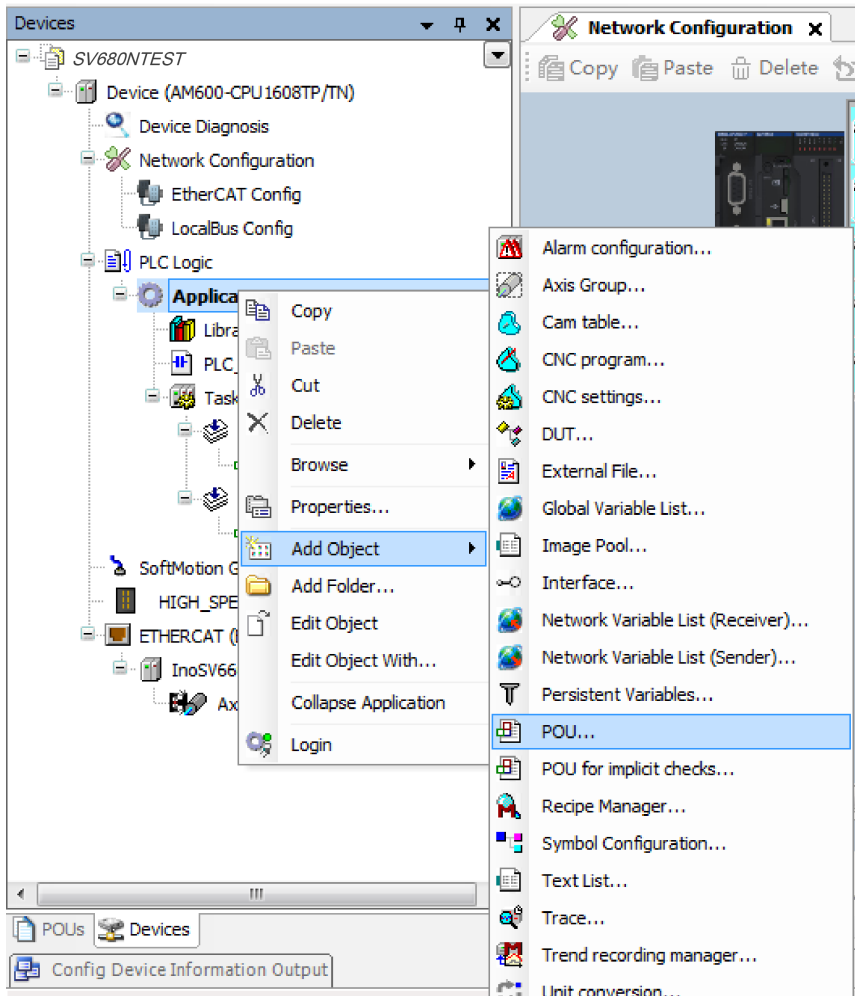 Devices
SV680NTEST
Device (AM600-CPU1608TP/TN)
Device Diagnosis
Network Configuration
EtherCAT Config
LocalBus Config
PLC Logic
Applica
Libra
PLC_
Task
SoftMotion G
HIGH_SPE
ETHERCAT (
InoSV66
Ax
Copy
Paste
Cut
Delete
Browse
Properties...
Add Object
Add Folder...
Edit Object
Edit Object With...
Collapse Application
Login
Network Configuration
Copy Paste Delete
Alarm configuration...
Axis Group...
Cam table...
CNC program...
CNC settings...
DUT...
External File...
Global Variable List...
Image Pool...
Interface...
Network Variable List (Receiver)...
Network Variable List (Sender)...
Persistent Variables...
POU...
POU for implicit checks...
Recipe Manager...
Symbol Configuration...
Text List...
Trace...
Trend recording manager...
Unit conversion...
POUs Devices
Config Device Information Output